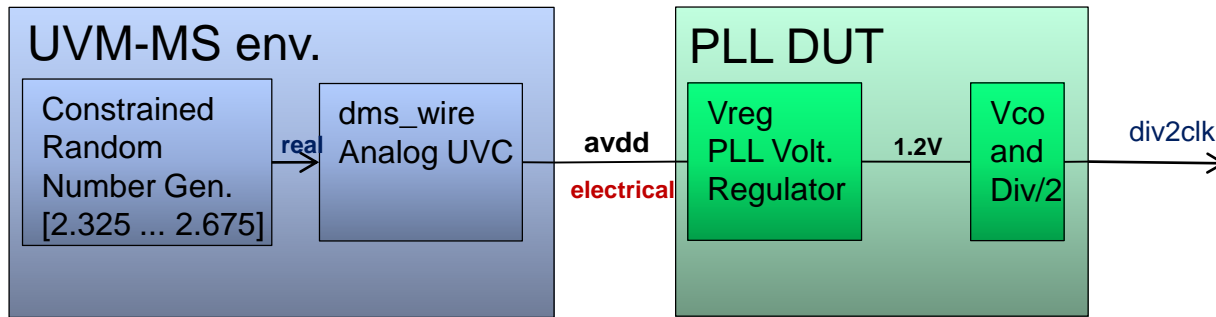 UVM-MS env.
Constrained
Random
Number Gen.
[2.325 ... 2.675]
real
dms_wire
Analog UVC
avdd
electrical
PLL DUT
Vreg
PLL Volt.
Regulator
1.2V
Vco
and
Div/2
div2clk